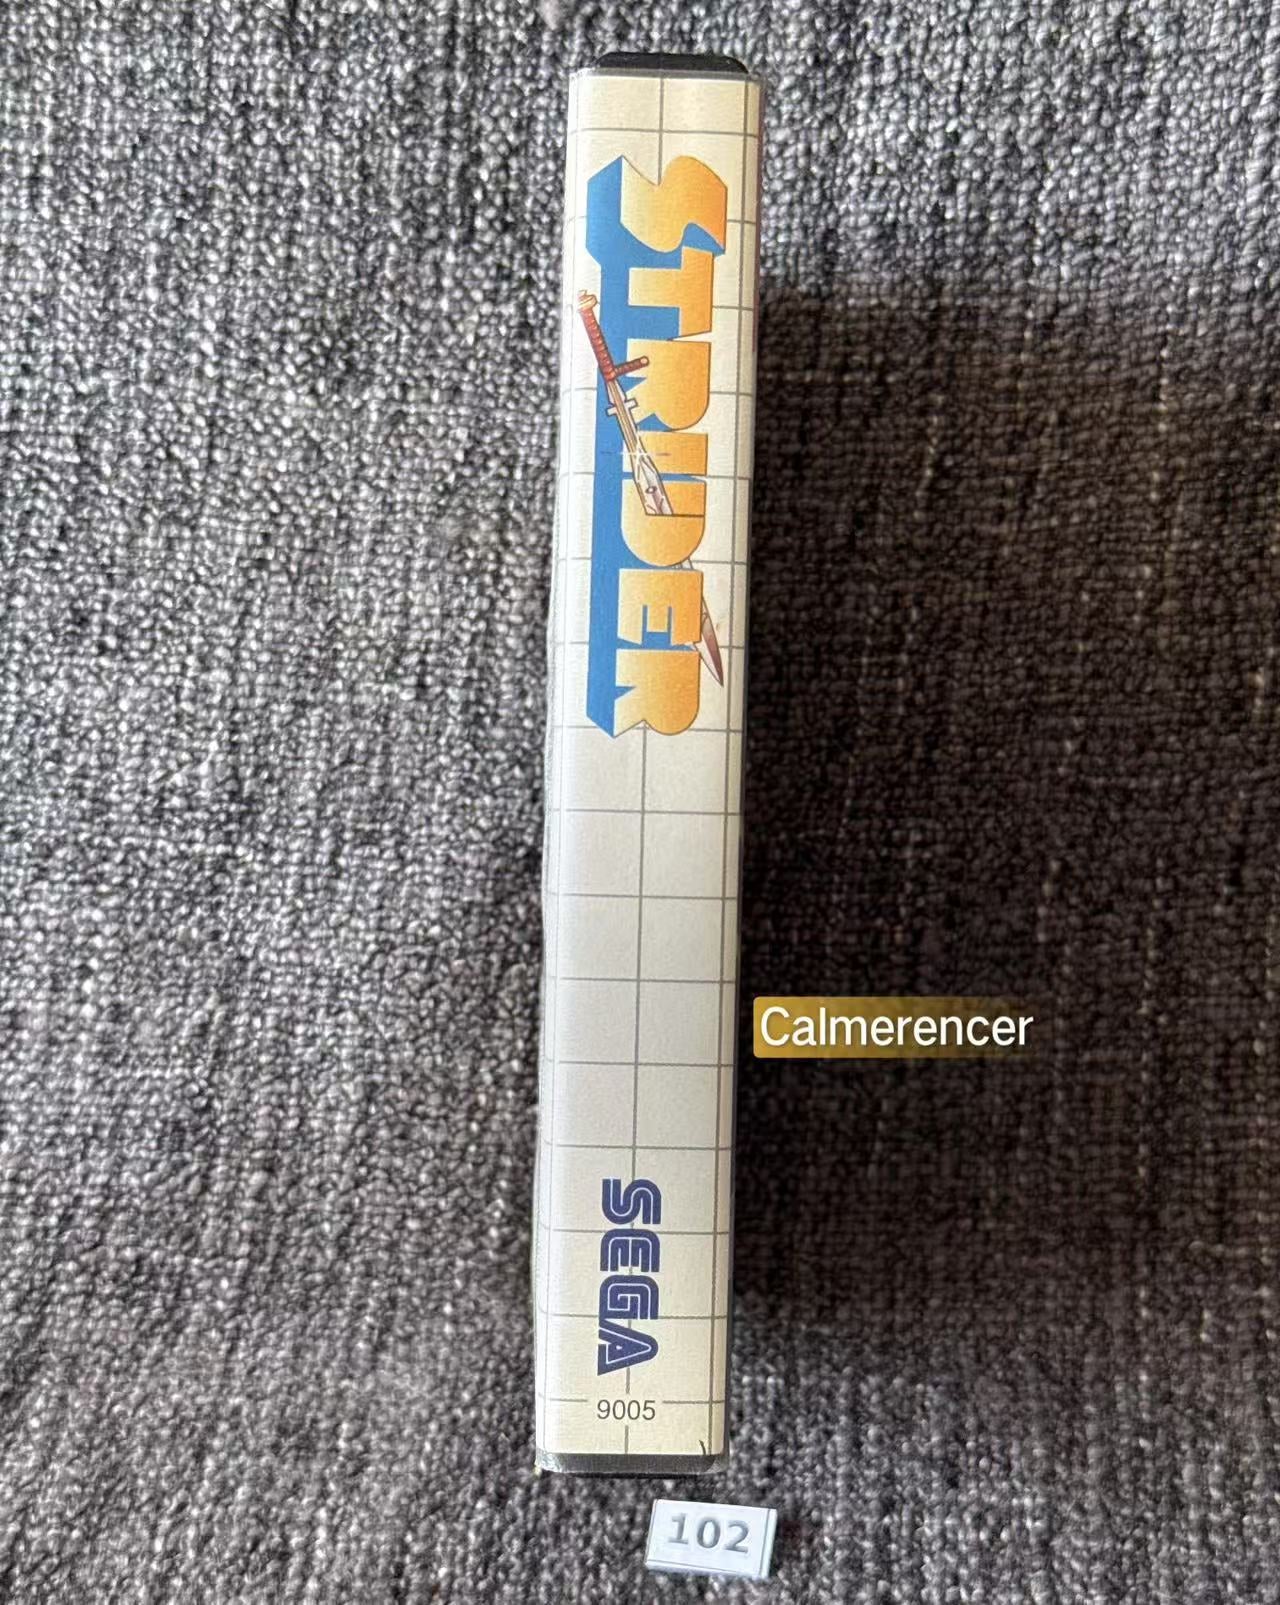 STRIDER
Calmerencer
SEGA
9005
102